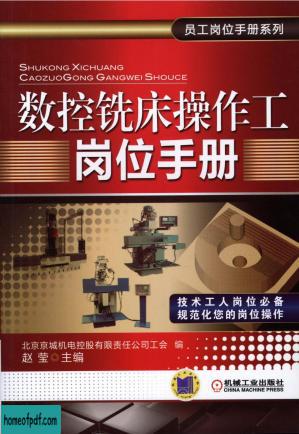 员工岗位手册系列
SHUKONG XICHUANG
CAOZUOGONG GANGWEI SHOUCE
数控铣床操作工
岗位手册
技术工人岗位必备
规范化您的岗位操作
北京京城机电控股有限责任公司工会 编
赵 莹 主编
机械工业出版社
CHINA MACHINE PRESS
homeofpdf.com